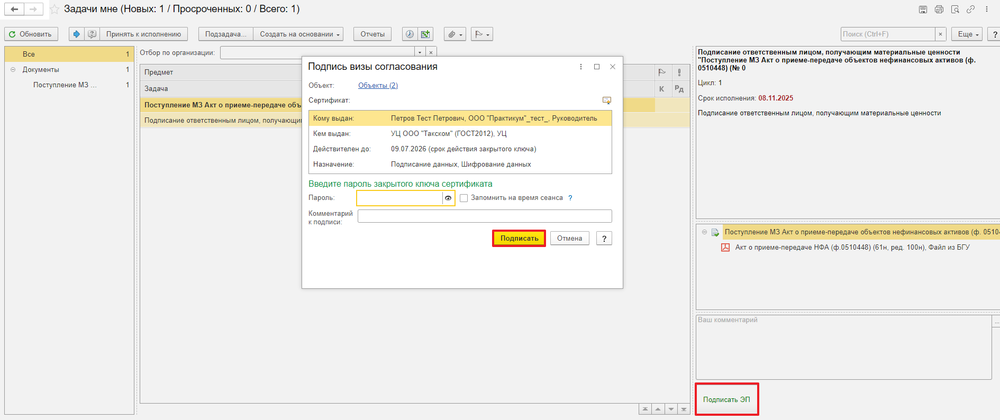 Задачи мне (Новых: 1 / Просроченных: 0 / Всего: 1)
Обновить
Принять к исполнению
Подзадача...
Создать на основании
Отчеты
Поиск (Ctrl+F)
×
Еще
?
Все 1
Документы 1
Поступление МЗ ... 1
Отбор по организации:
Предмет
Задача
К
Рд
Поступление МЗ Акт о приеме-передаче объ
Подписание ответственным лицом, получающи
Подпись визы согласования
Объект: Объекты (2)
Сертификат:
Кому выдан: Петров Тест Петрович, ООО "Практикум"_тест_, Руководитель
Кем выдан: УЦ ООО "Такском" (ГОСТ2012), УЦ
Действителен до: 09.07.2026 (срок действия закрытого ключа)
Назначение: Подписание данных, Шифрование данных
Введите пароль закрытого ключа сертификата
Пароль:
Запомнить на время сеанса ?
Комментарий
к подписи:
Подписать
Отмена
?
Подписание ответственным лицом, получающим материальные ценности
"Поступление МЗ Акт о приеме-передаче объектов нефинансовых активов (ф.
0510448) (№ 0
Цикл: 1
Срок исполнения: 08.11.2025
Подписание ответственным лицом, получающим материальные ценности
Поступление МЗ Акт о приеме-передаче объектов нефинансовых активов (ф. 0510
Акт о приеме-передаче НФА (ф.0510448) (61н, ред. 100н), Файл из БГУ
Ваш комментарий
...
Подписать ЭП